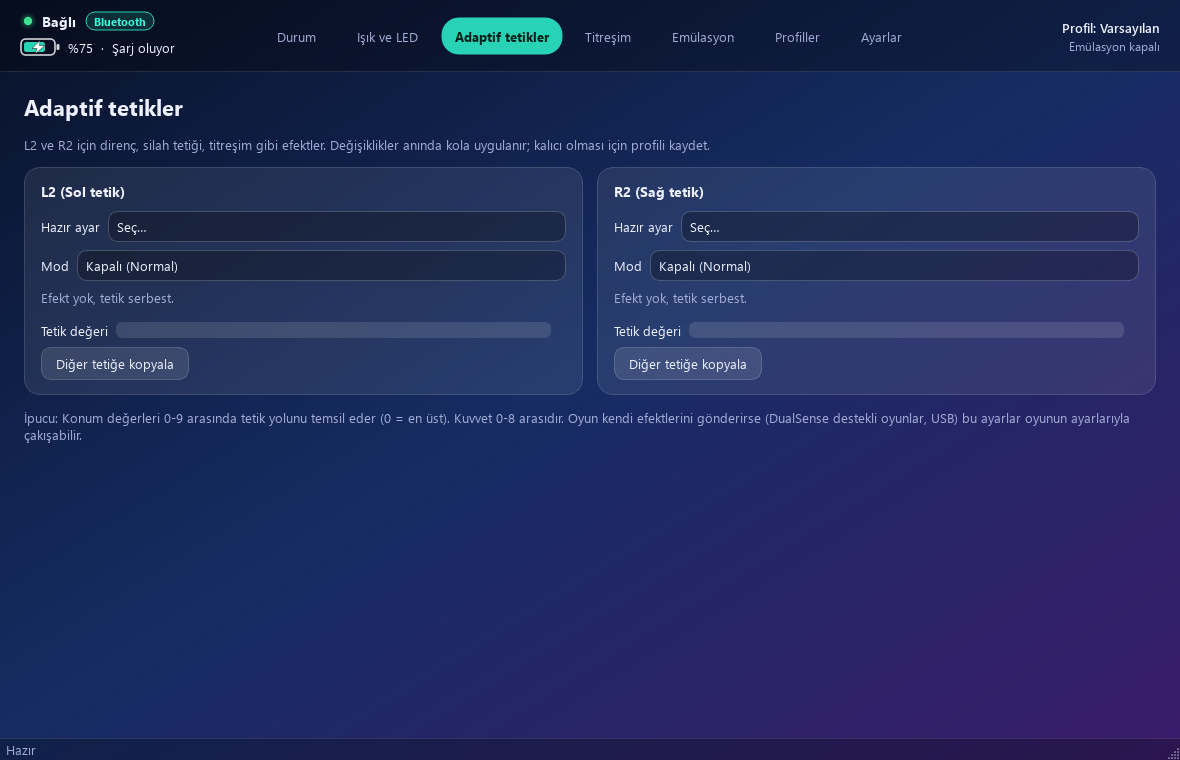 Bağlı Bluetooth
%75 · Şarj oluyor
Durum Işık ve LED Adaptif tetikler Titreşim Emülasyon Profiller Ayarlar
Profil: Varsayılan
Emülasyon kapalı
Adaptif tetikler
L2 ve R2 için direnç, silah tetiği, titreşim gibi efektler. Değişiklikler anında kola uygulanır; kalıcı olması için profili kaydet.
L2 (Sol tetik)
Hazır ayar Seç...
Mod Kapalı (Normal)
Efekt yok, tetik serbest.
Tetik değeri
Diğer tetiğe kopyala
R2 (Sağ tetik)
Hazır ayar Seç...
Mod Kapalı (Normal)
Efekt yok, tetik serbest.
Tetik değeri
Diğer tetiğe kopyala
İpucu: Konum değerleri 0-9 arasında tetik yolunu temsil eder (0 = en üst). Kuvvet 0-8 arasıdır. Oyun kendi efektlerini gönderirse (DualSense destekli oyunlar, USB) bu ayarlar oyunun ayarlarıyla
çakışabilir.
Hazır